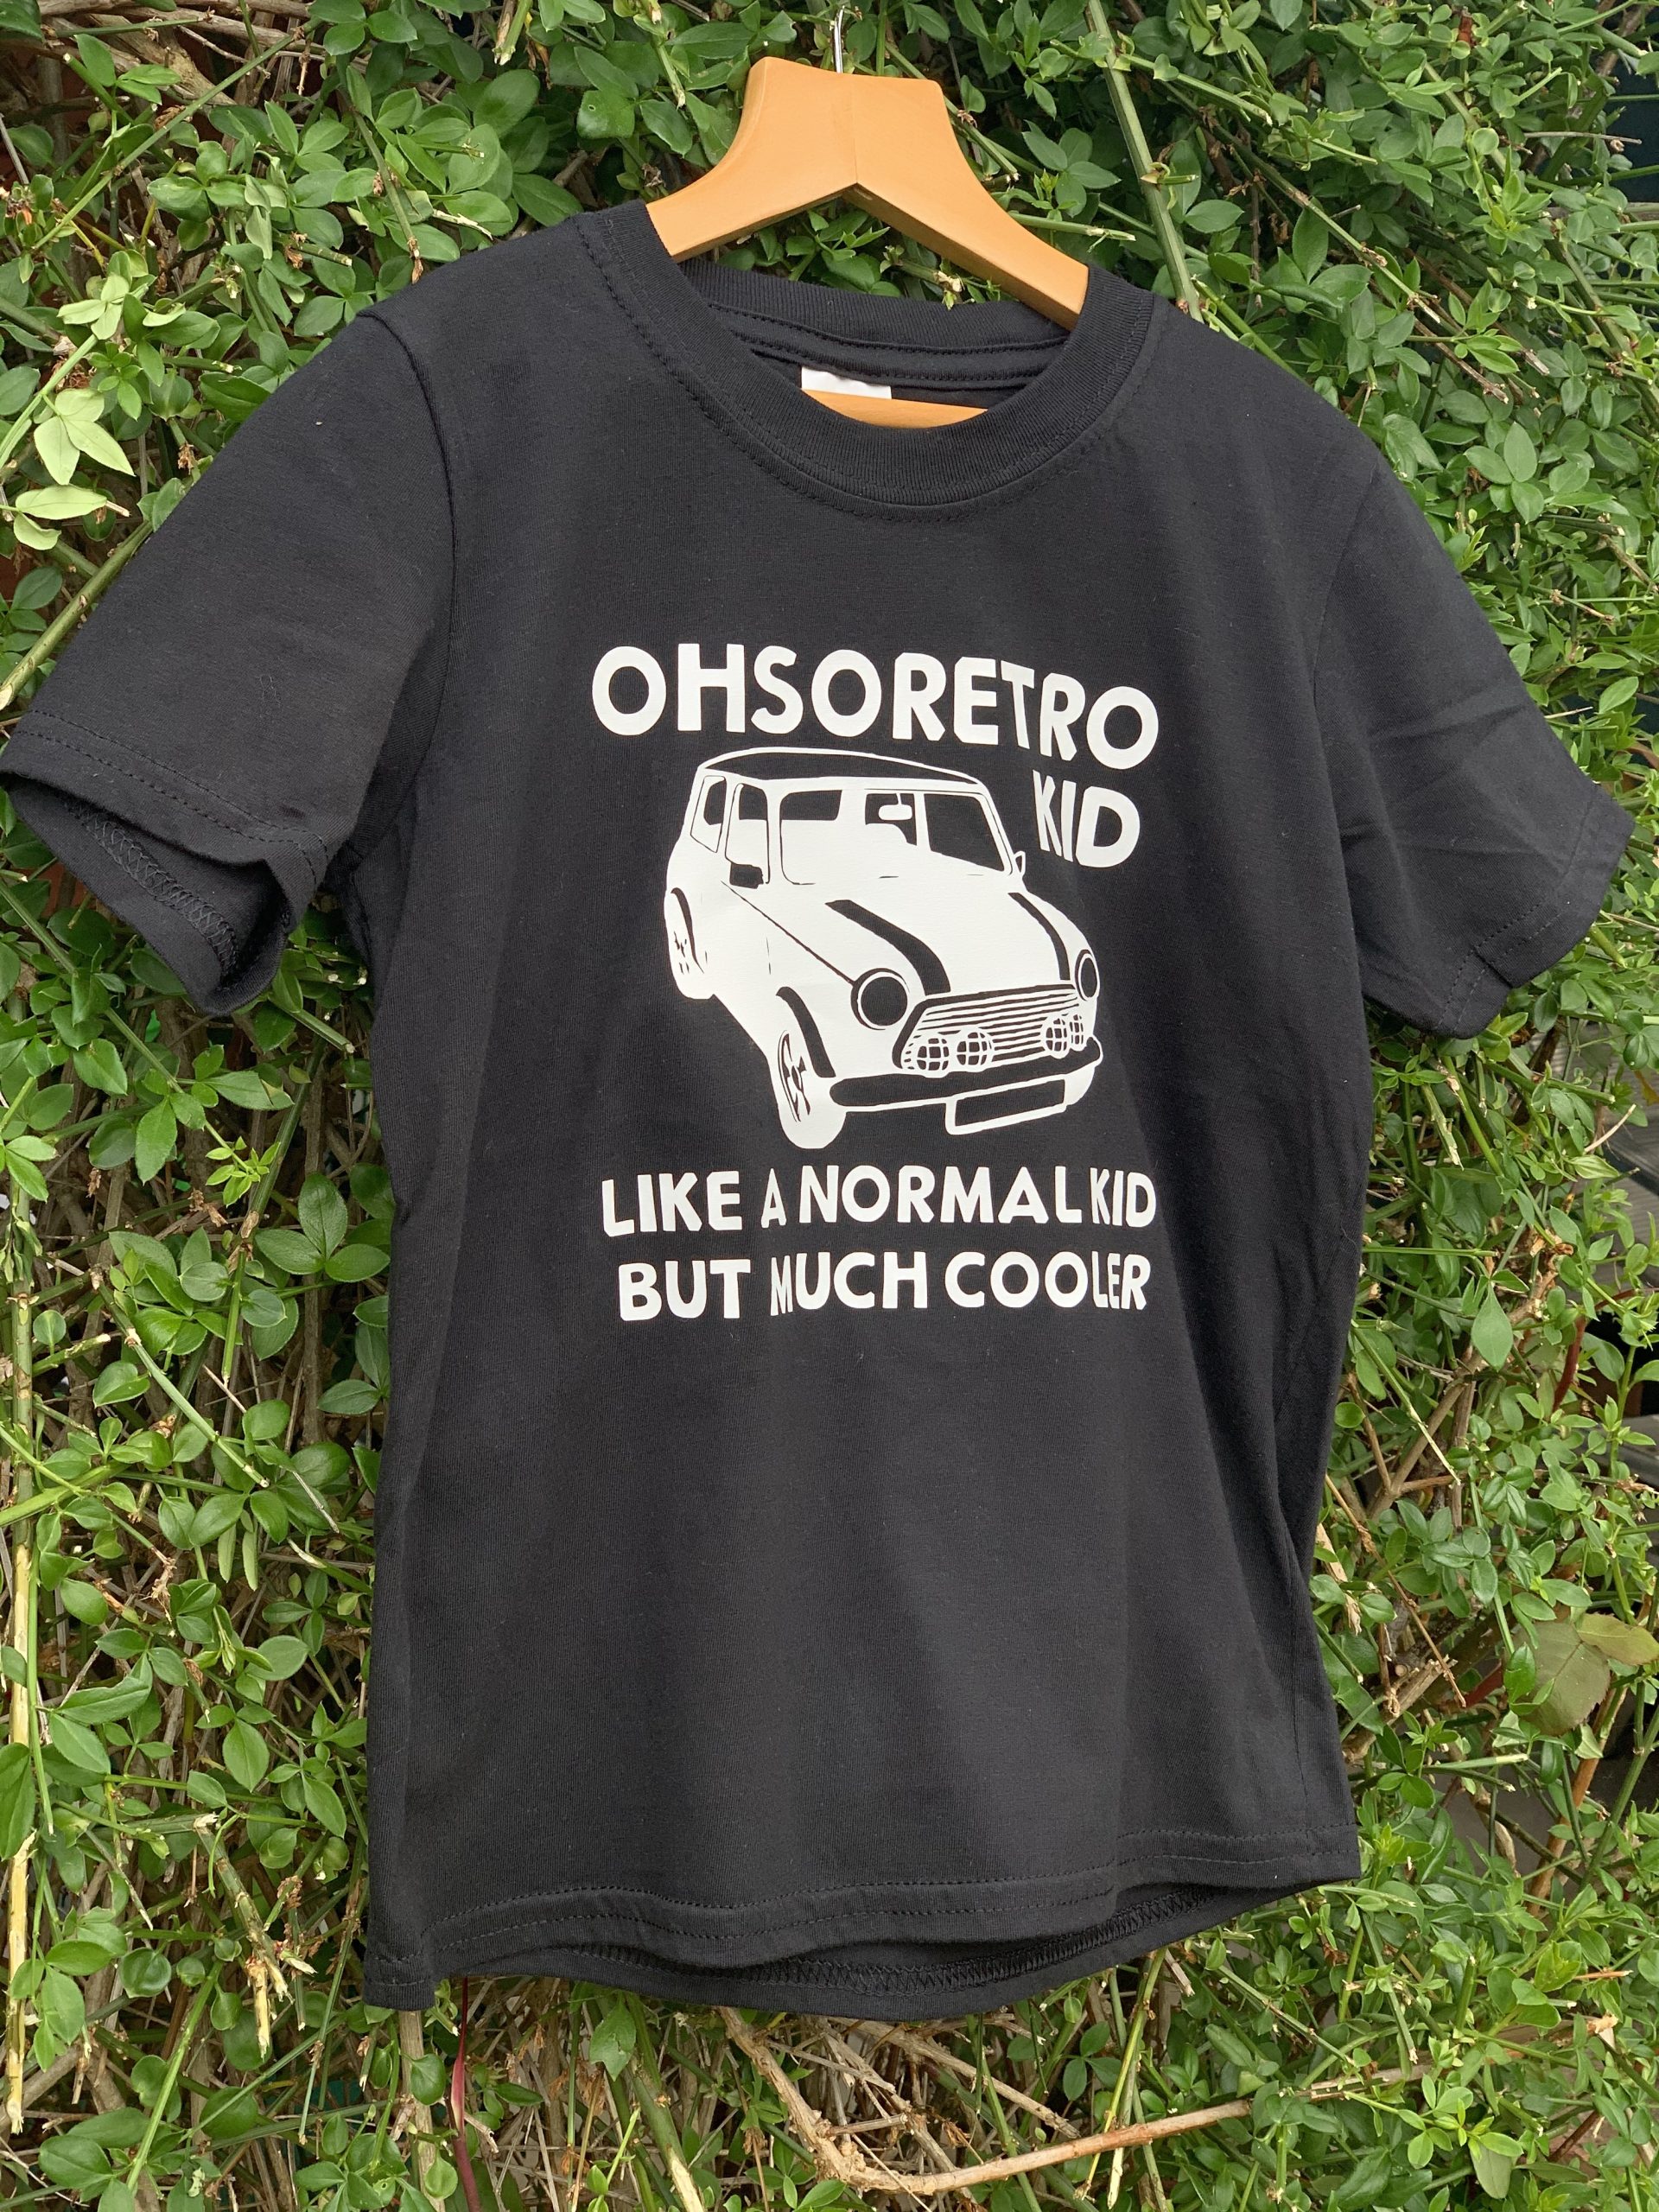 OHSORETRO
KID
LIKE A NORMAL KID
BUT MUCH COOLER